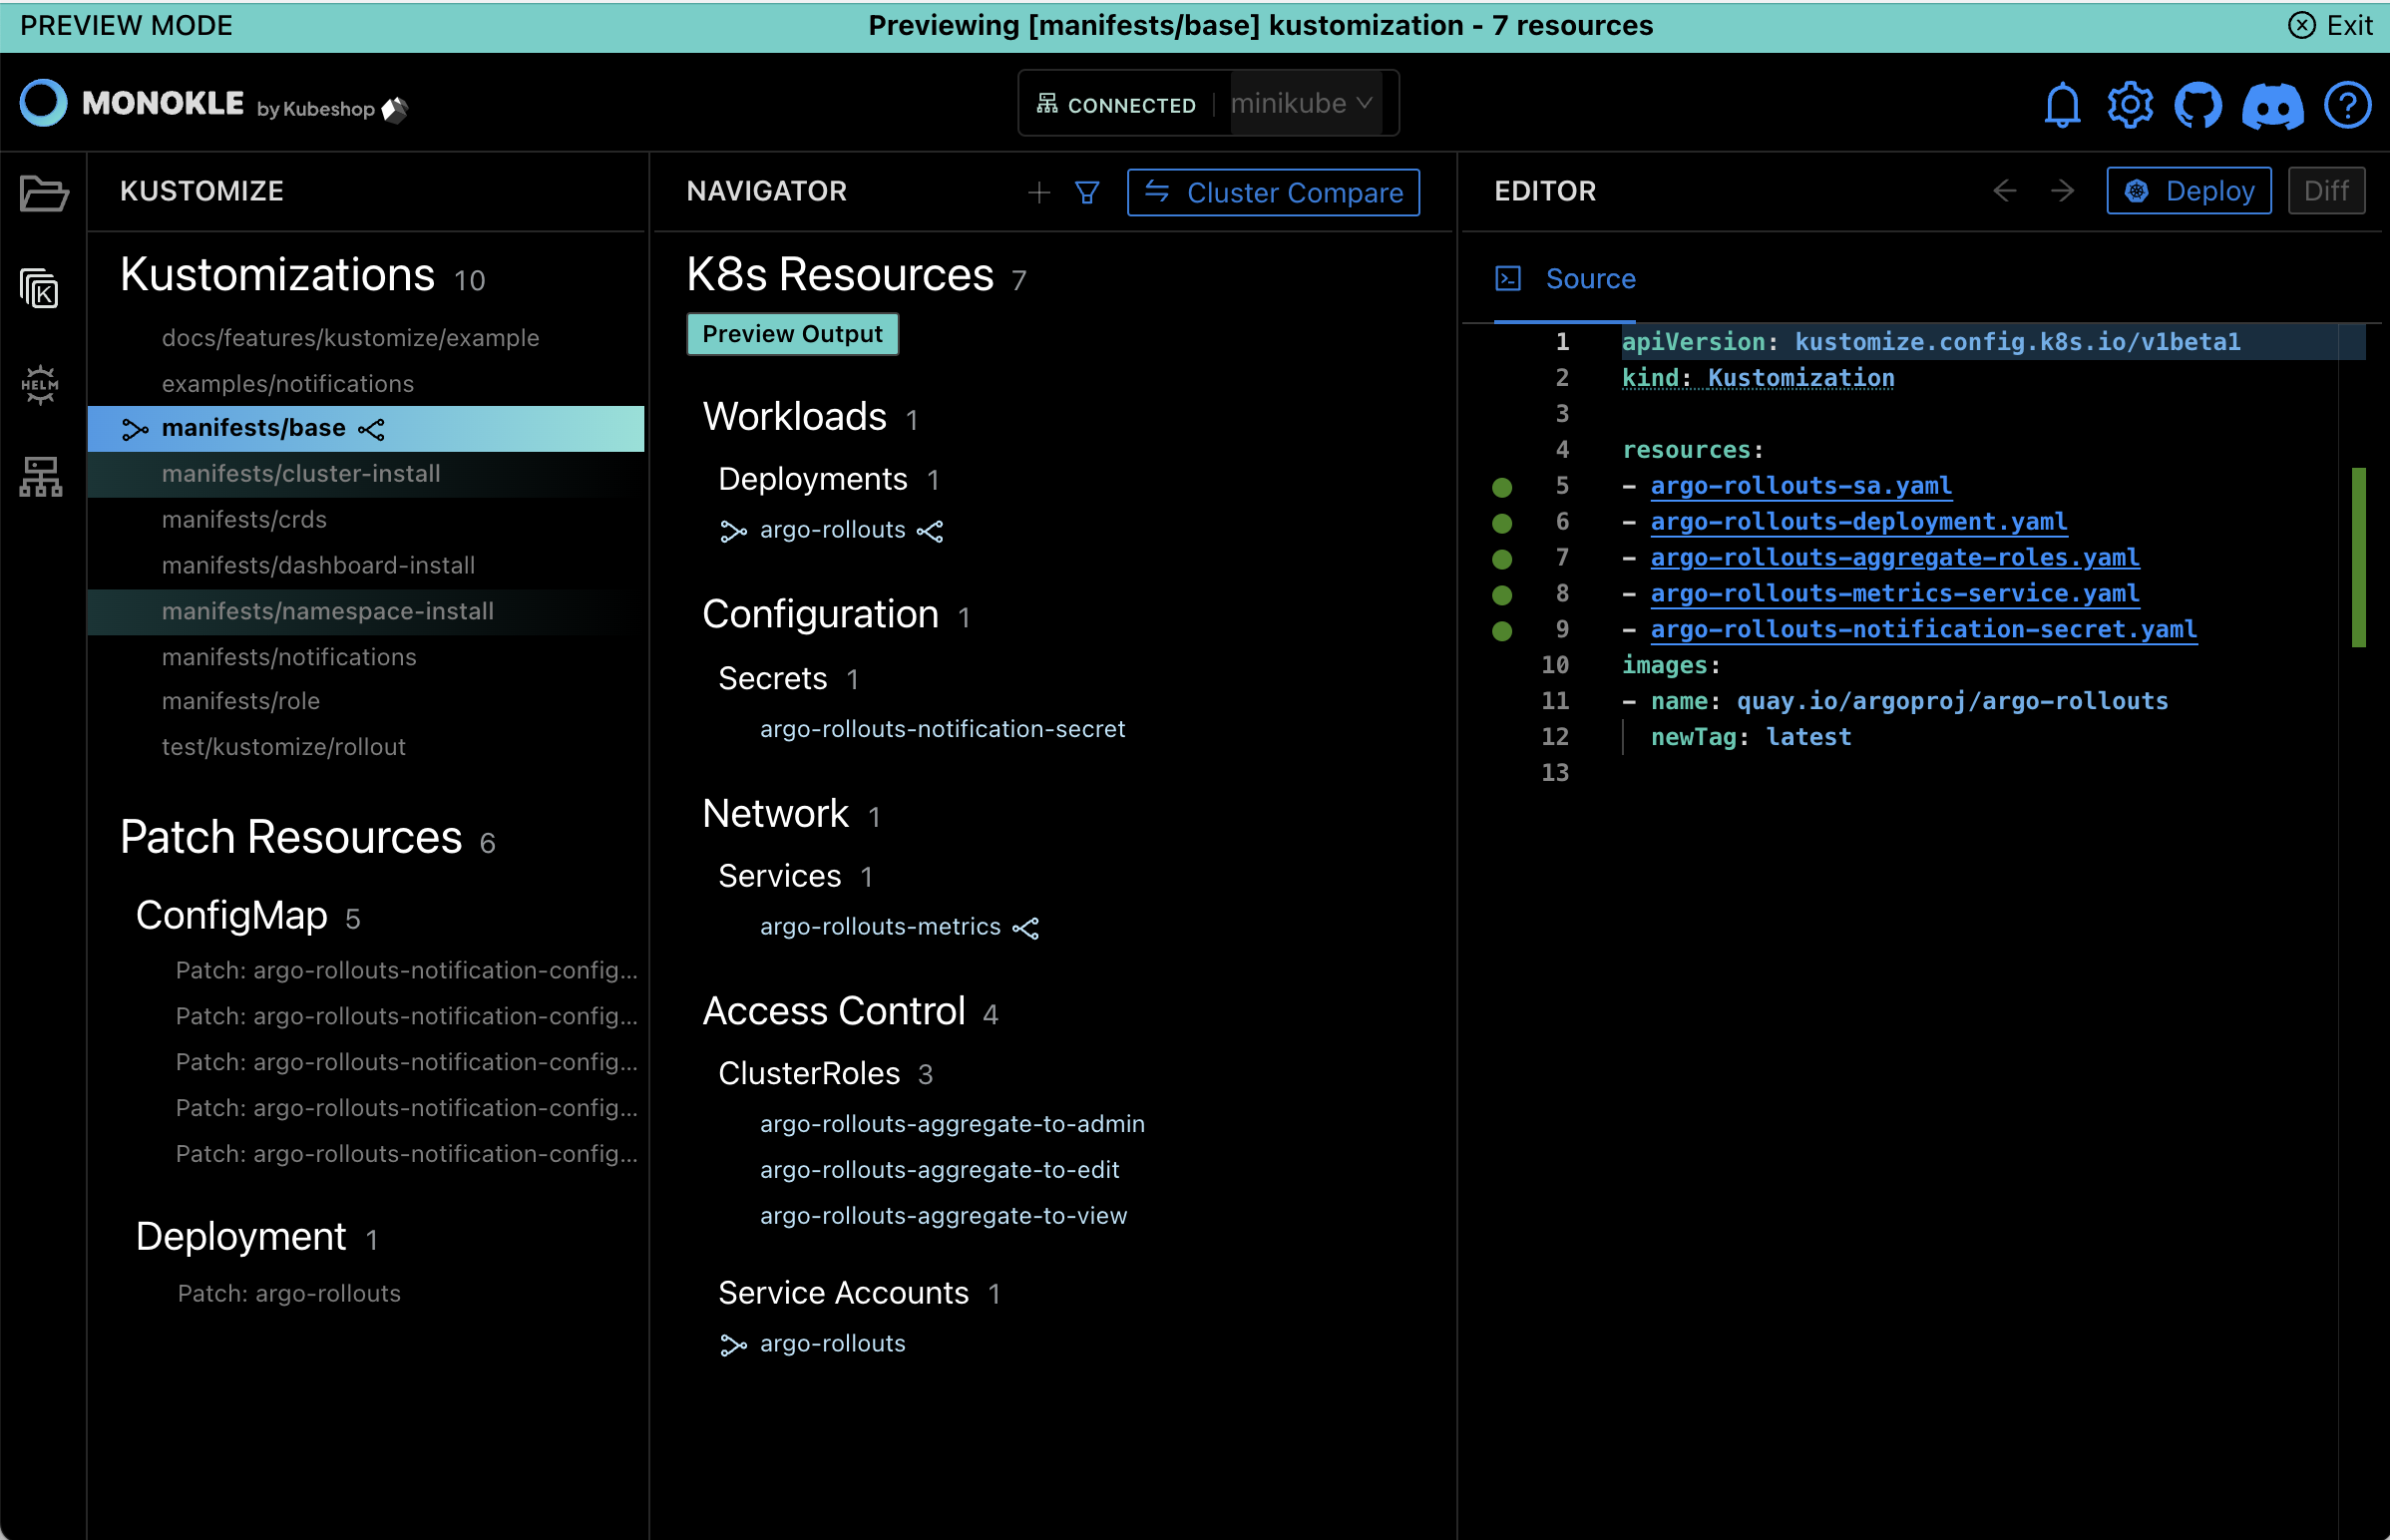 PREVIEW MODE
Previewing [manifests/base] kustomization - 7 resources
Exit
MONOKLE by Kubeshop
CONNECTED
minikube
HELM
KUSTOMIZE
Kustomizations 10
docs/features/kustomize/example
examples/notifications
manifests/base
manifests/cluster-install
manifests/crds
manifests/dashboard-install
manifests/namespace-install
manifests/notifications
manifests/role
test/kustomize/rollout
Patch Resources 6
ConfigMap 5
Patch: argo-rollouts-notification-config...
Patch: argo-rollouts-notification-config...
Patch: argo-rollouts-notification-config...
Patch: argo-rollouts-notification-config...
Patch: argo-rollouts-notification-config...
Deployment 1
Patch: argo-rollouts
NAVIGATOR
Cluster Compare
K8s Resources 7
Preview Output
Workloads 1
Deployments 1
argo-rollouts
Configuration 1
Secrets 1
argo-rollouts-notification-secret
Network 1
Services 1
argo-rollouts-metrics
Access Control 4
ClusterRoles 3
argo-rollouts-aggregate-to-admin
argo-rollouts-aggregate-to-edit
argo-rollouts-aggregate-to-view
Service Accounts 1
argo-rollouts
EDITOR
Deploy
Diff
Source
1 apiVersion: kustomize.config.k8s.io/v1beta1
2 kind: Kustomization
3
4 resources:
5 - argo-rollouts-sa.yaml
6 - argo-rollouts-deployment.yaml
7 - argo-rollouts-aggregate-roles.yaml
8 - argo-rollouts-metrics-service.yaml
9 - argo-rollouts-notification-secret.yaml
10 images:
11 - name: quay.io/argoproj/argo-rollouts
12 newTag: latest
13